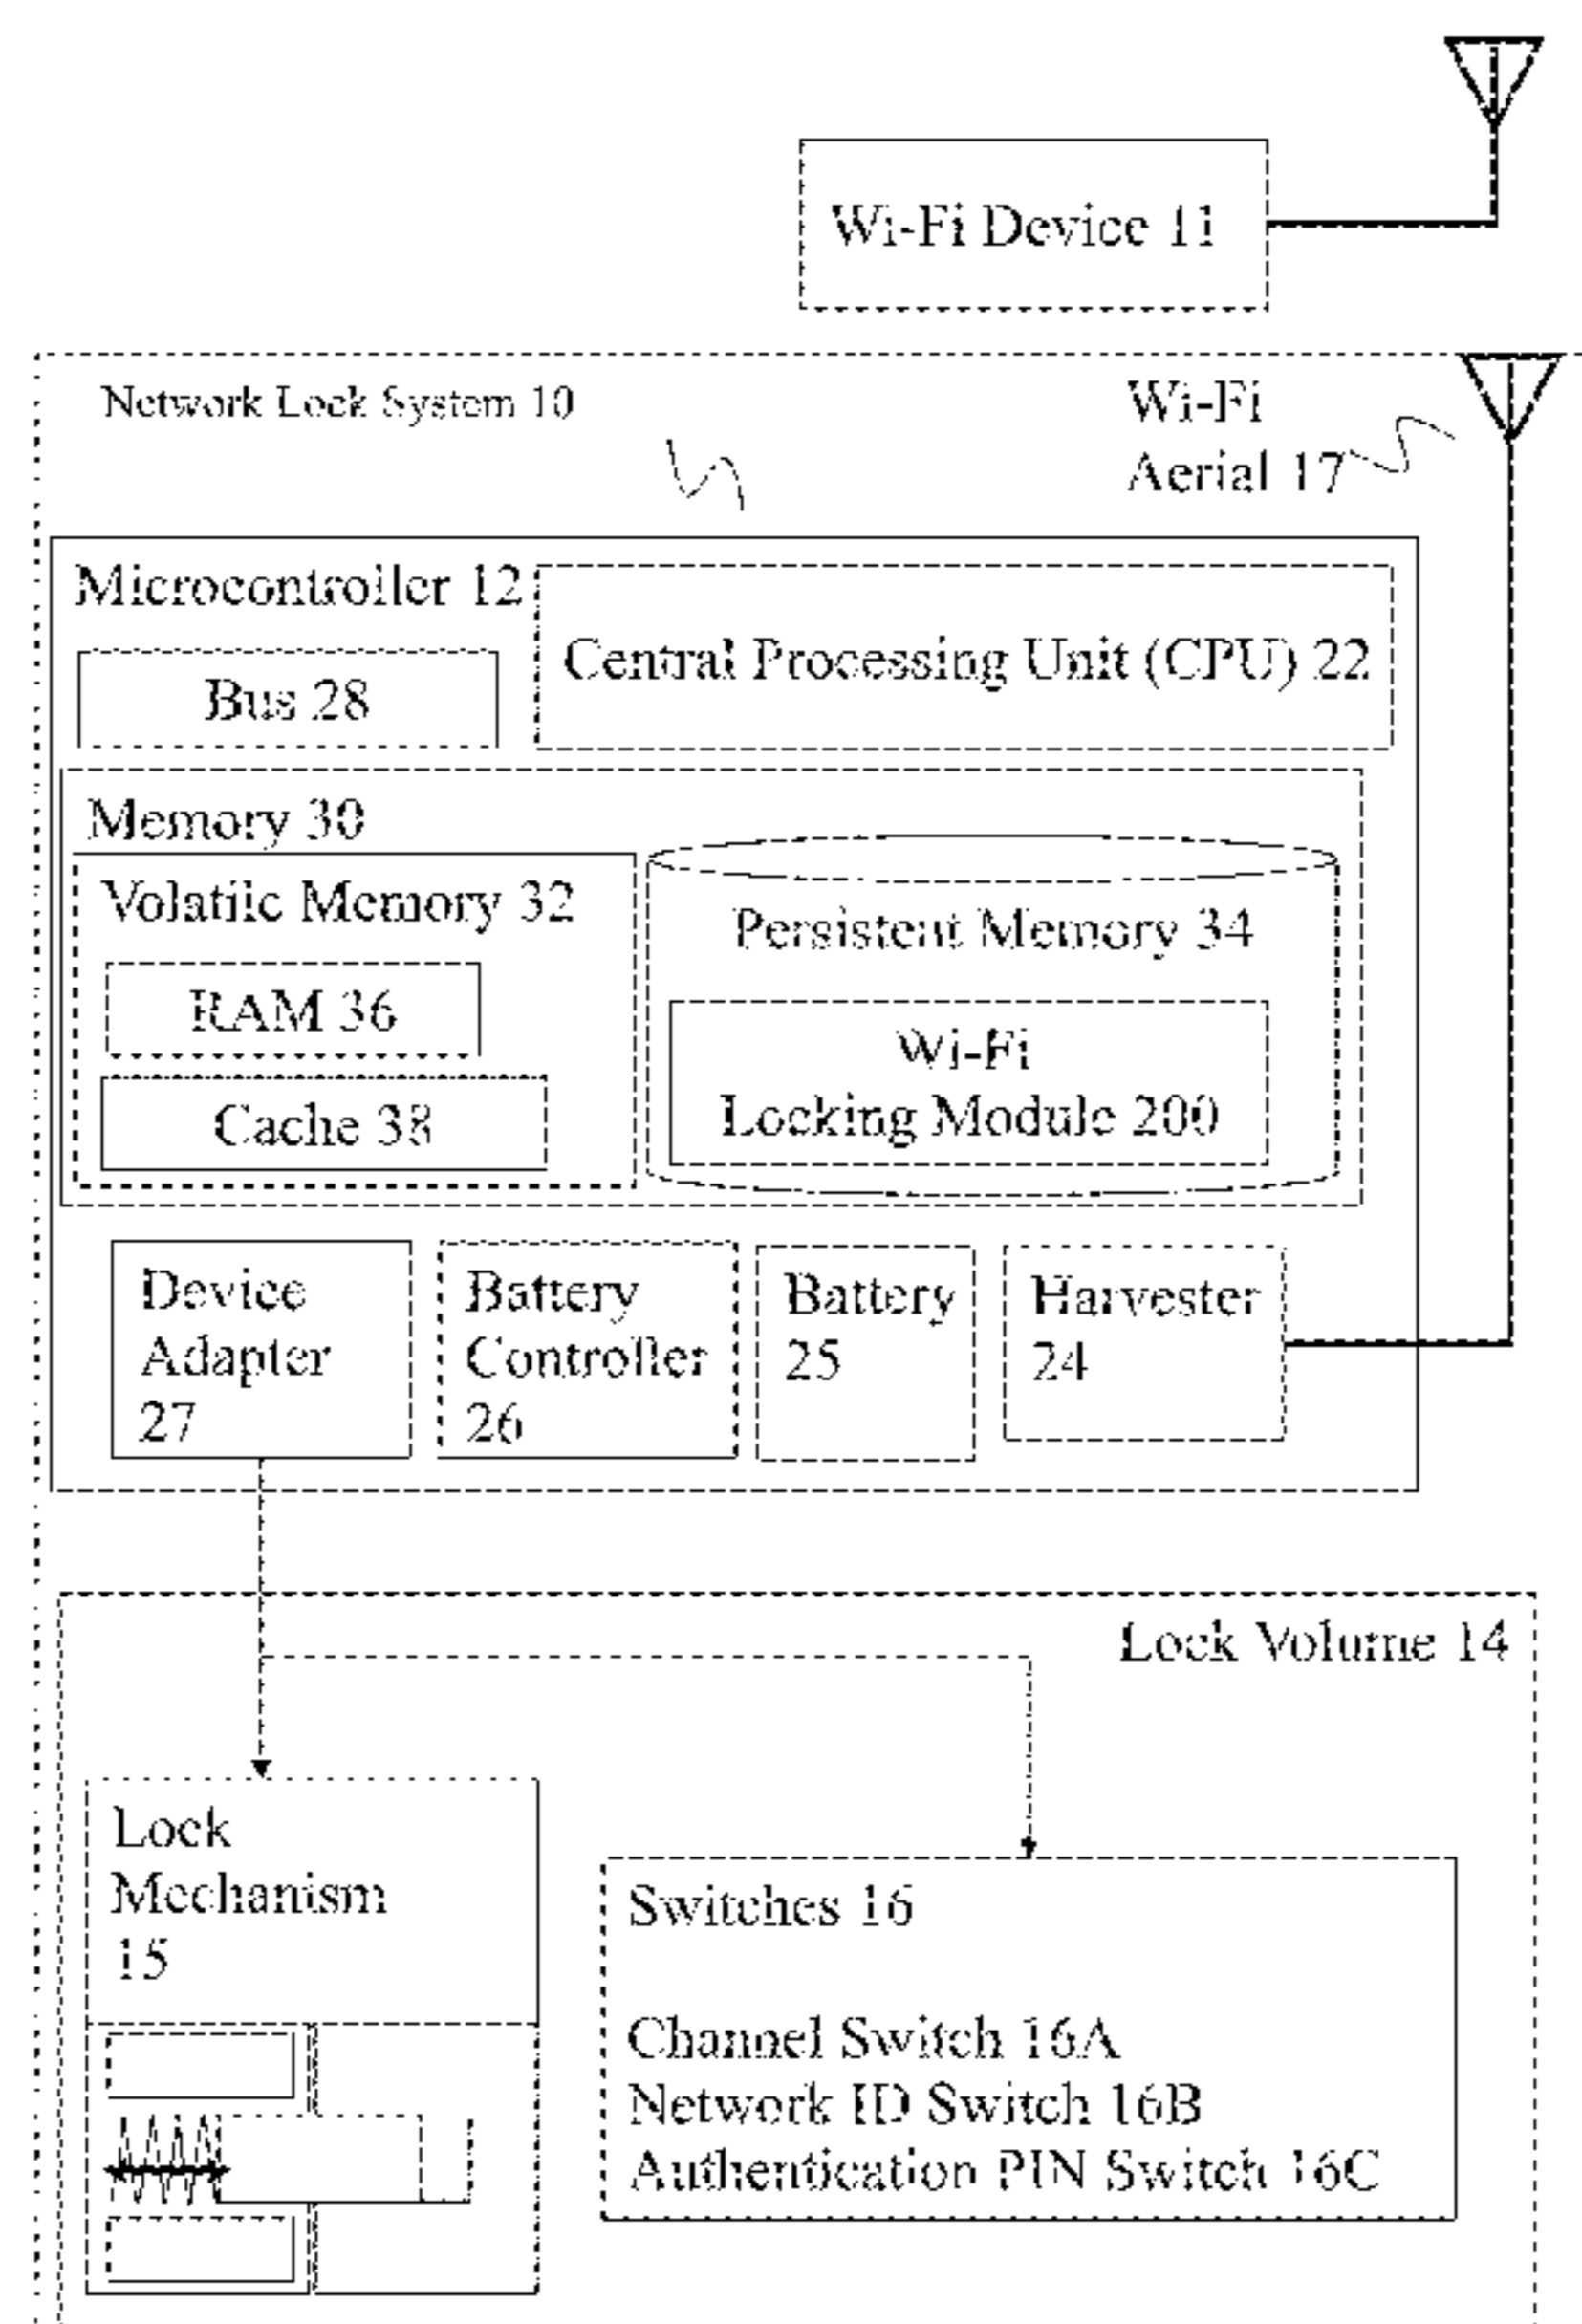 Wi-Fi Device 11
Network Lock System 10
Wi-Fi
Aerial 17
Microcontroller 12
Central Processing Unit (CPU) 22
Bus 28
Memory 30
Volatile Memory 32
Persistent Memory 34
RAM 36
Wi-Fi
Locking Module 200
Cache 38
Device
Adapter
27
Battery
Controller
26
Battery
25
Harvester
24
Lock Volume 14
Lock
Mechanism
15
Switches 16
Channel Switch 16A
Network ID Switch 16B
Authentication PIN Switch 16C